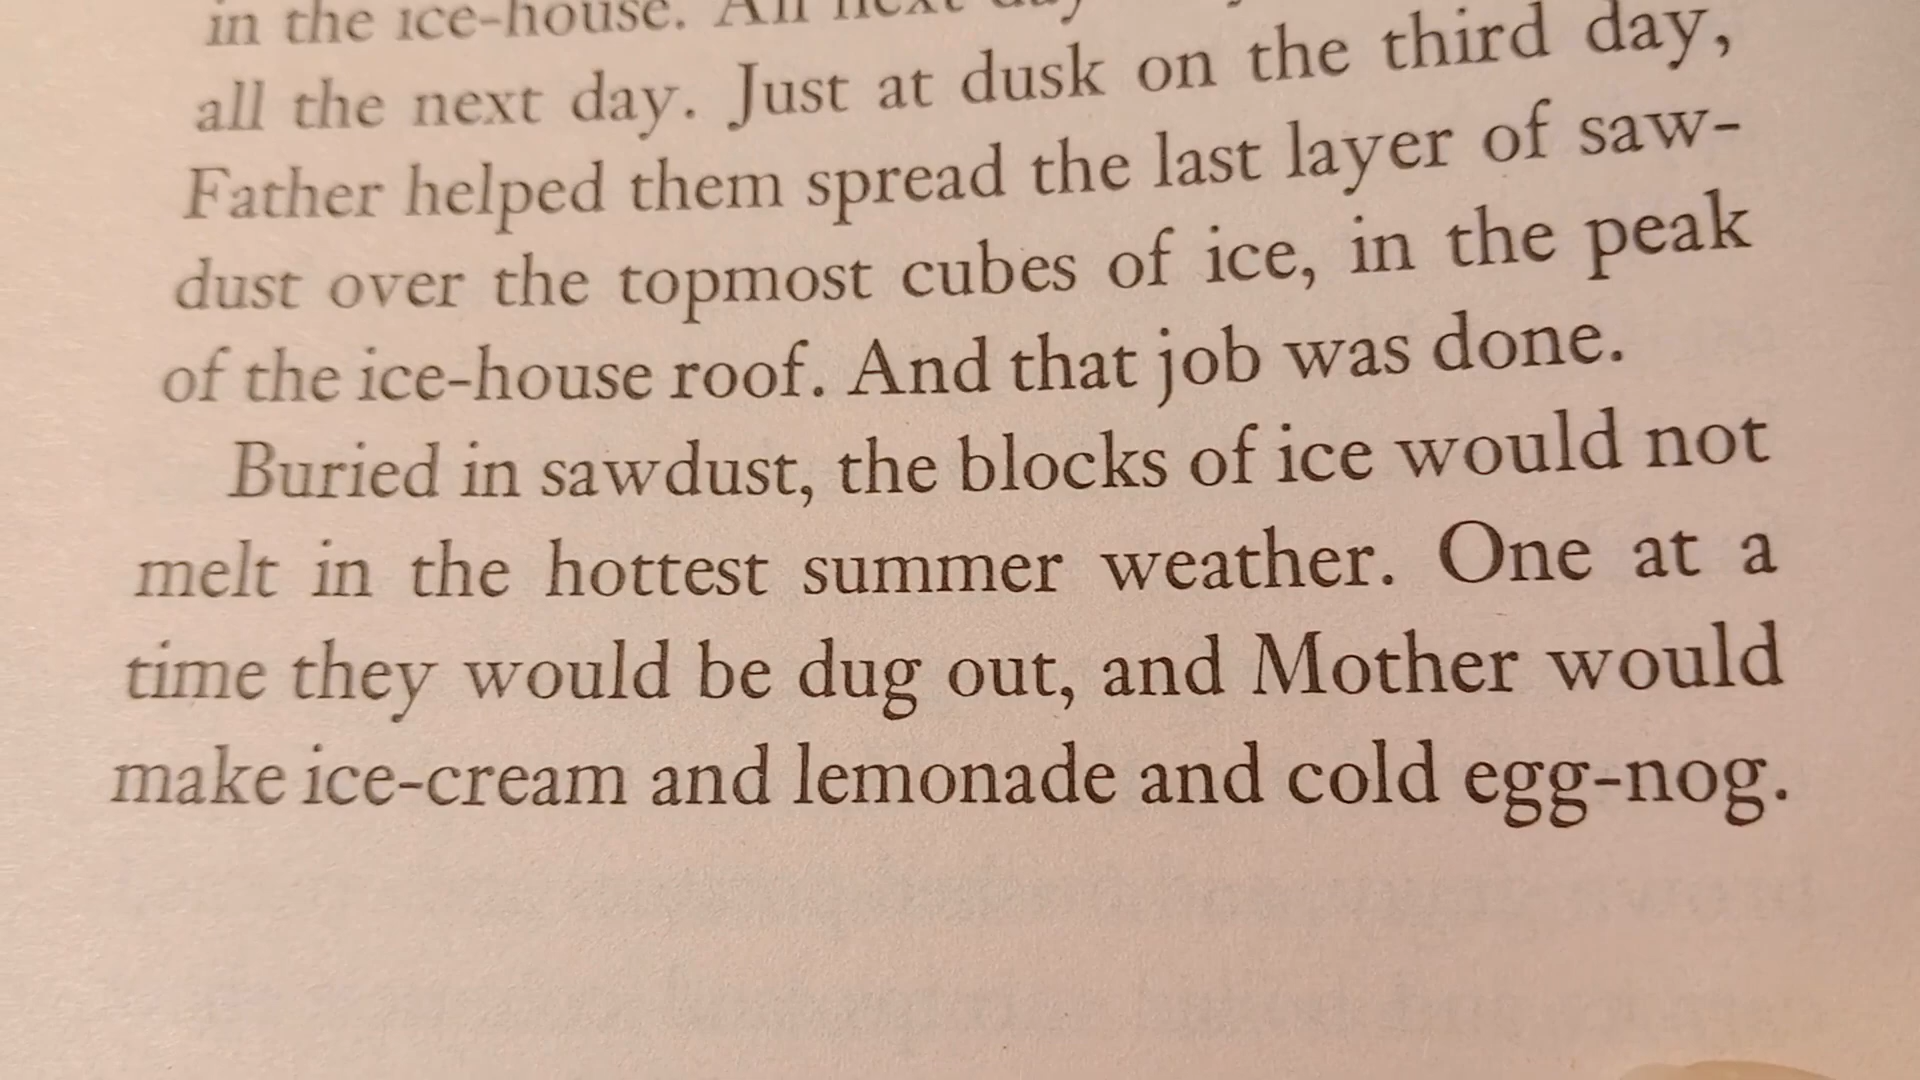 in the ice-house. All next day
all the next day. Just at dusk on the third day,
Father helped them spread the last layer of saw-
dust over the topmost cubes of ice, in the peak
of the ice-house roof. And that job was done.
Buried in sawdust, the blocks of ice would not
melt in the hottest summer weather. One at a
time they would be dug out, and Mother would
make ice-cream and lemonade and cold egg-nog.